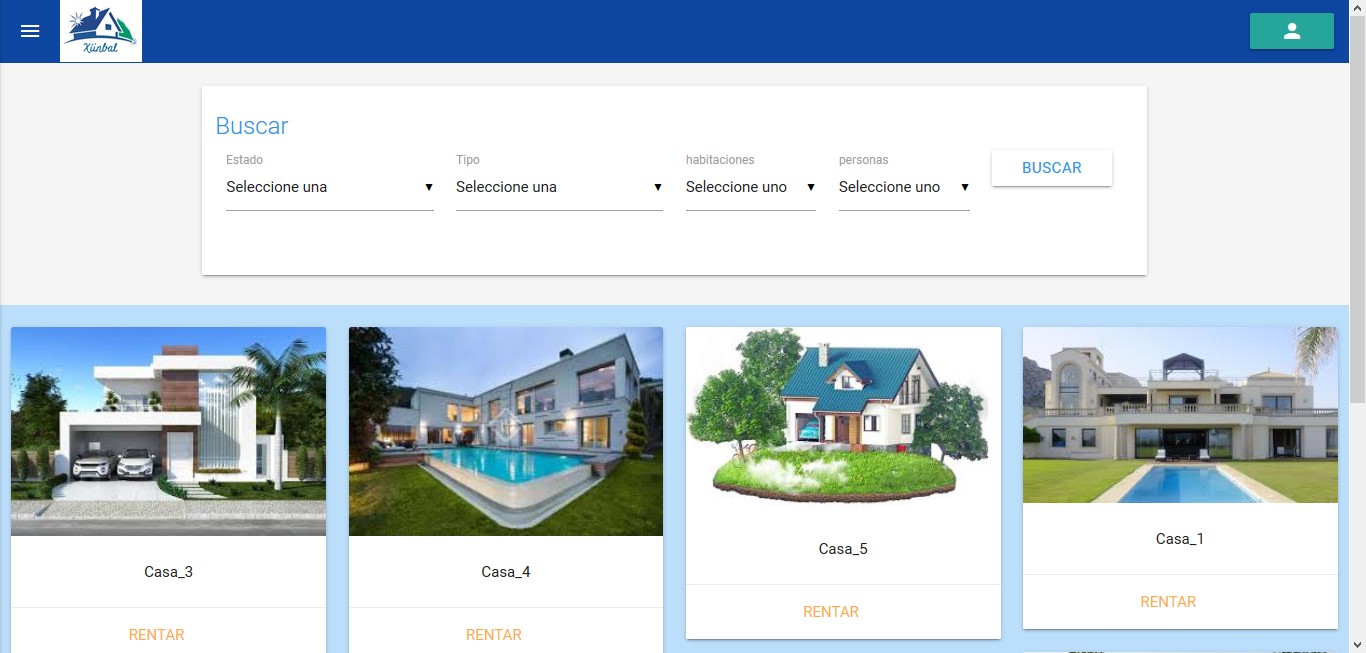 Xíinbal
Buscar
Estado
Tipo
habitaciones
personas
Seleccione una
Seleccione una
Seleccione uno
Seleccione uno
BUSCAR
Casa_3
RENTAR
Casa_4
RENTAR
Casa_5
RENTAR
Casa_1
RENTAR